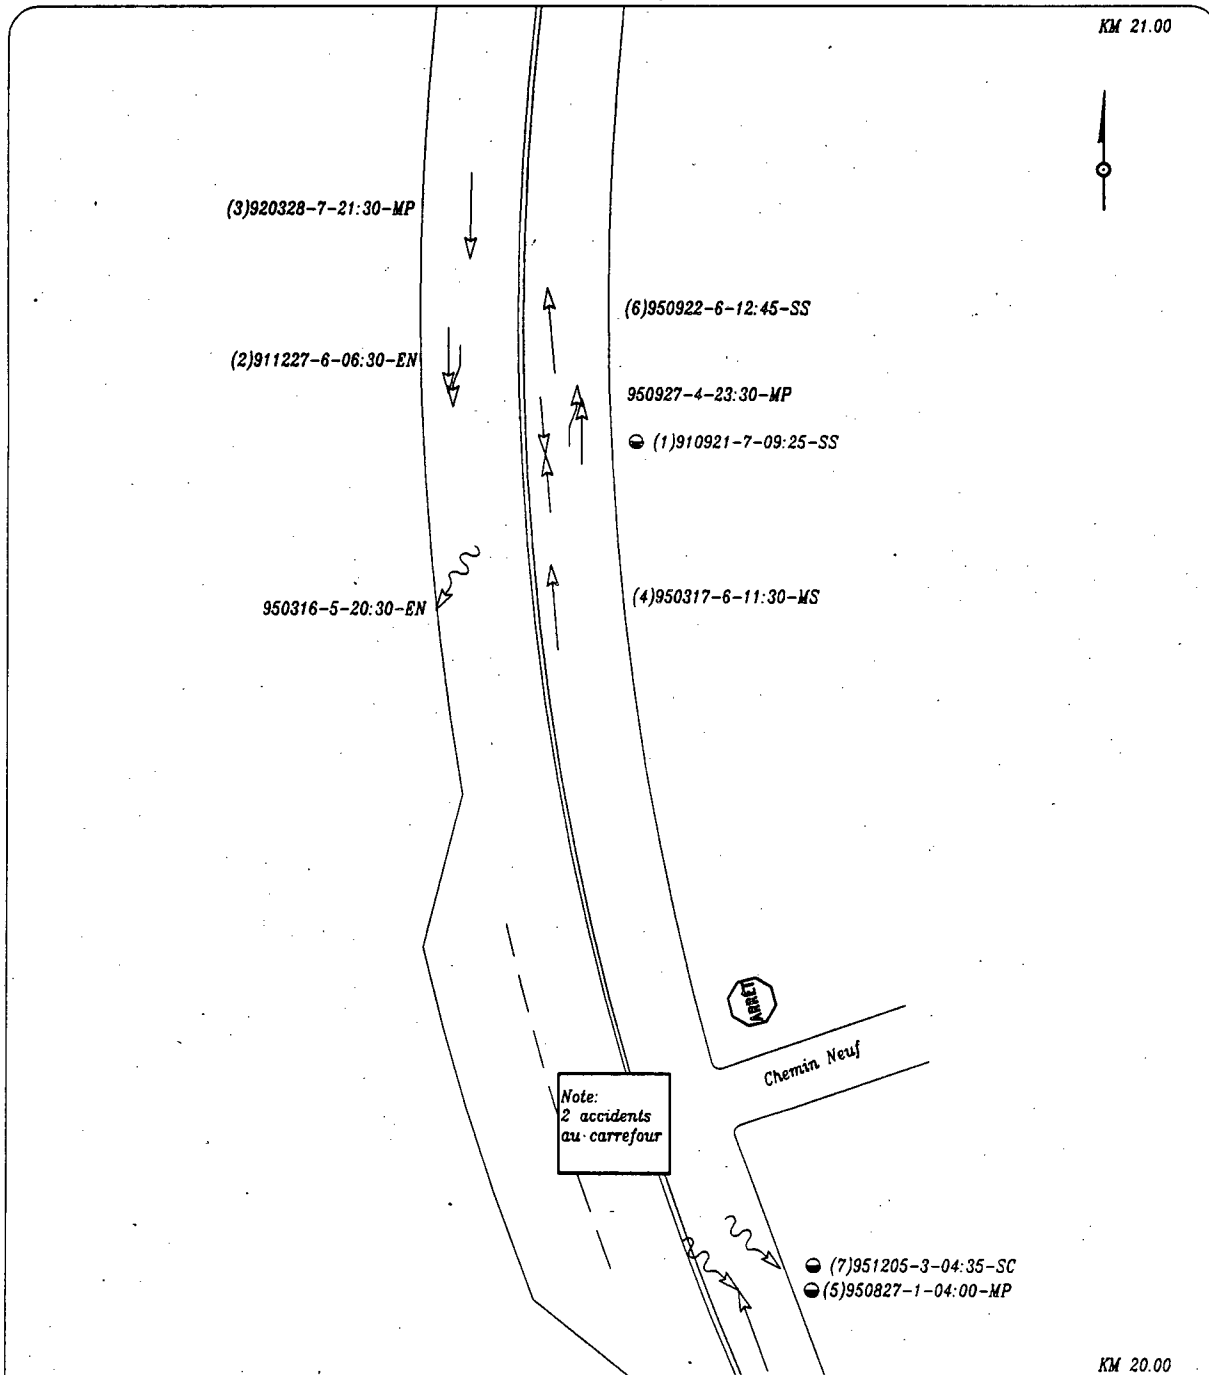 KM 21.00
(3)920328-7-21:30-MP
(6)950922-6-12:45-SS
(2)911227-6-06:30-EN
950927-4-23:30-MP
(1)910921-7-09:25-SS
950316-5-20:30-EN
(4)950317-6-11:30-MS
ARRÊT
Chemin Neuf
Note:
2 accidents
au carrefour
(7)951205-3-04:35-SC
(5)950827-1-04:00-MP
KM 20.00